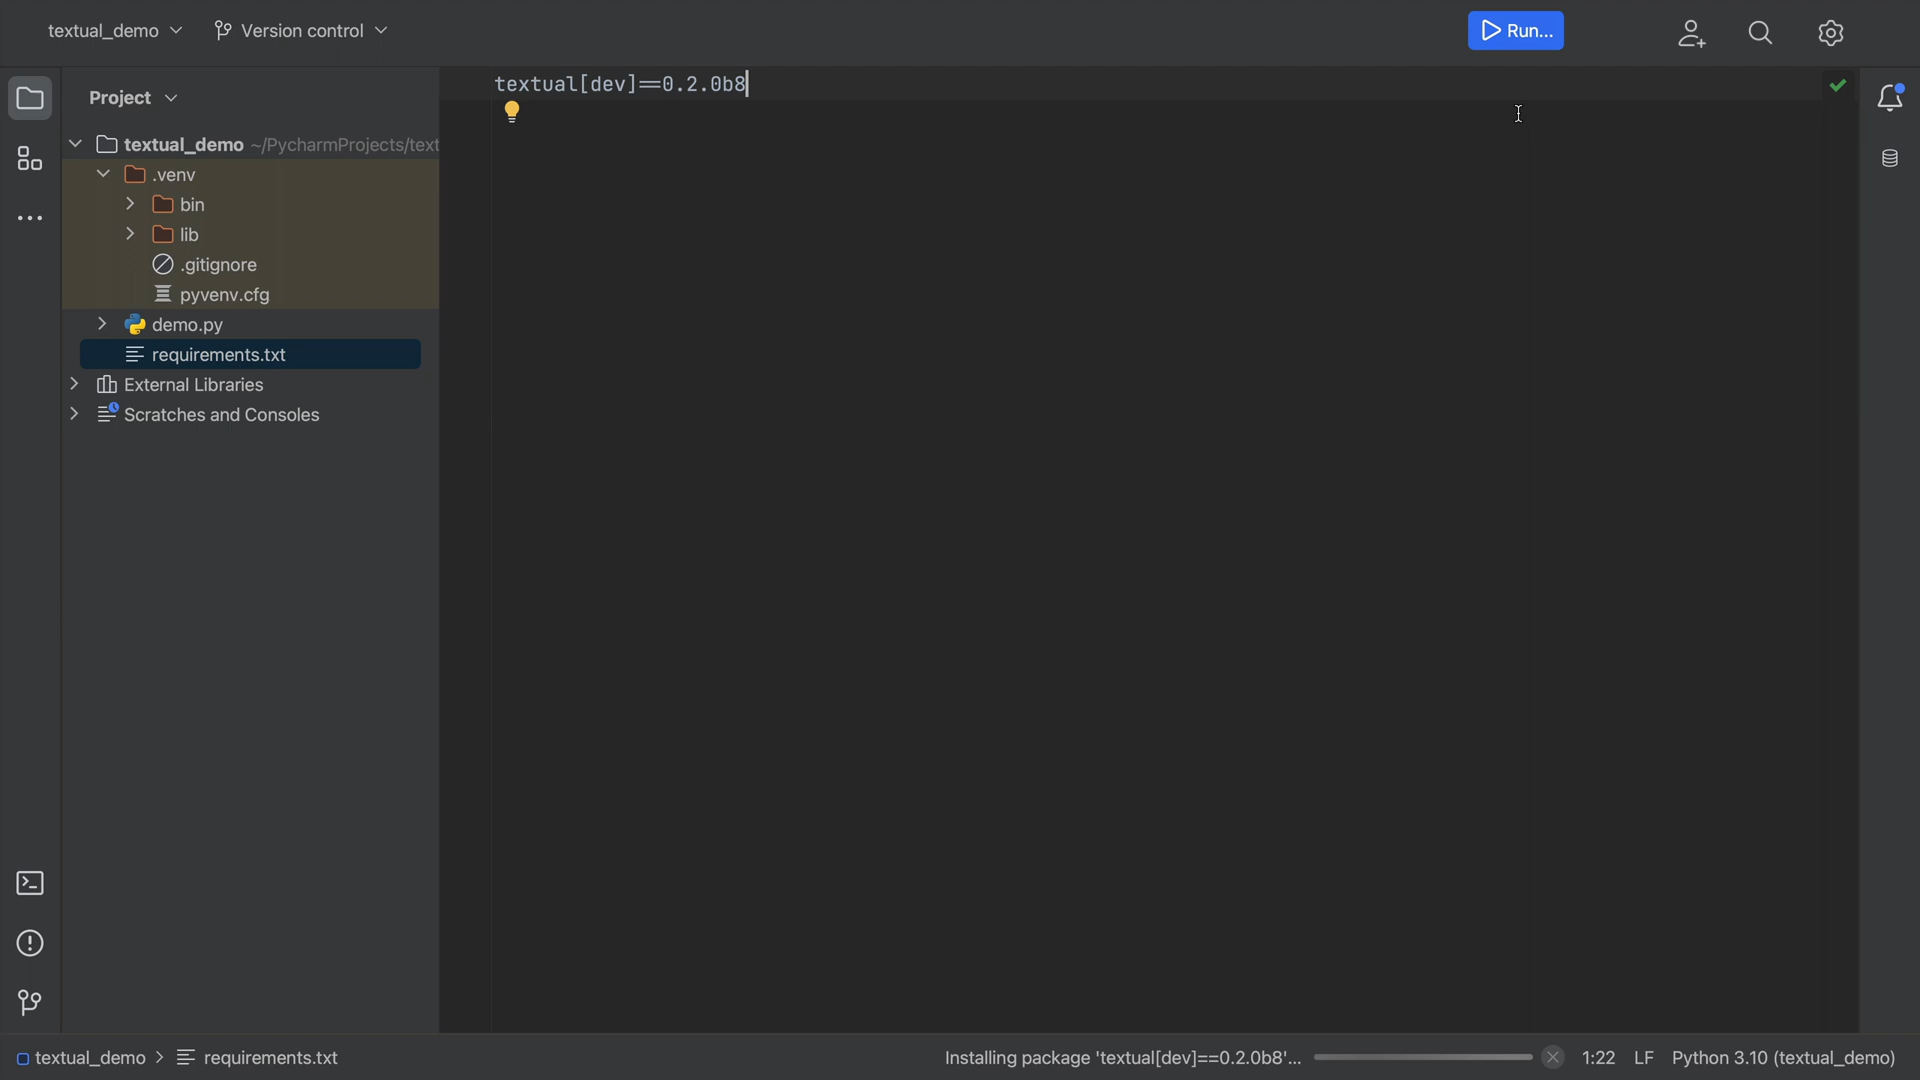 textual_demo
Version control
Run...
Project
textual[dev]==0.2.0b8
textual_demo ~/PycharmProjects/text
.venv
bin
lib
.gitignore
pyvenv.cfg
demo.py
requirements.txt
External Libraries
Scratches and Consoles
textual_demo > requirements.txt
Installing package 'textual[dev]==0.2.0b8'...
1:22 LF Python 3.10 (textual_demo)